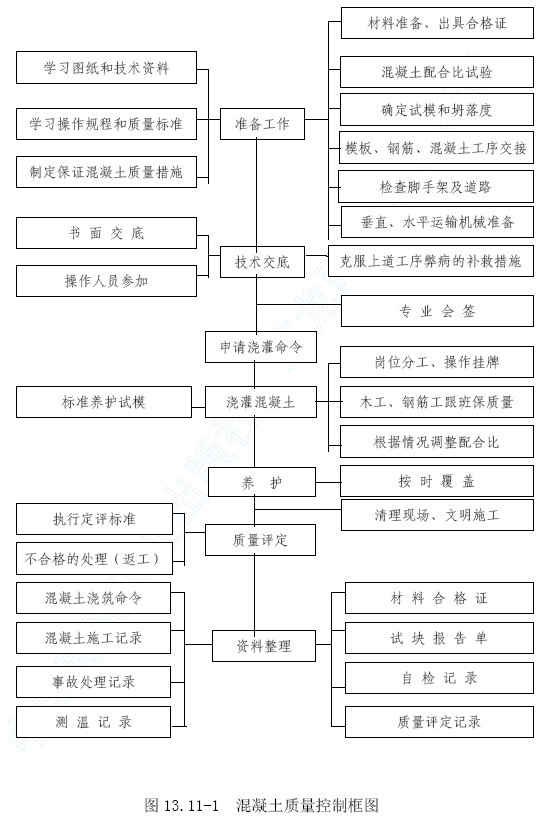 材料准备、出具合格证
学习图纸和技术资料
混凝土配合比试验
确定试模和坍落度
学习操作规程和质量标准
准备工作
模板、钢筋、混凝土工序交接
制定保证混凝土质量措施
检查脚手架及道路
垂直、水平运输机械准备
书面交底
技术交底
克服上道工序弊病的补救措施
操作人员参加
专业会签
申请浇灌命令
岗位分工、操作挂牌
标准养护试模
浇灌混凝土
木工、钢筋工跟班保质量
根据情况调整配合比
养护
按时覆盖
执行定评标准
清理现场、文明施工
质量评定
不合格的处理（返工）
混凝土浇筑命令
材料合格证
混凝土施工记录
资料整理
试块报告单
事故处理记录
自检记录
测温记录
质量评定记录
图 13.11-1 混凝土质量控制框图